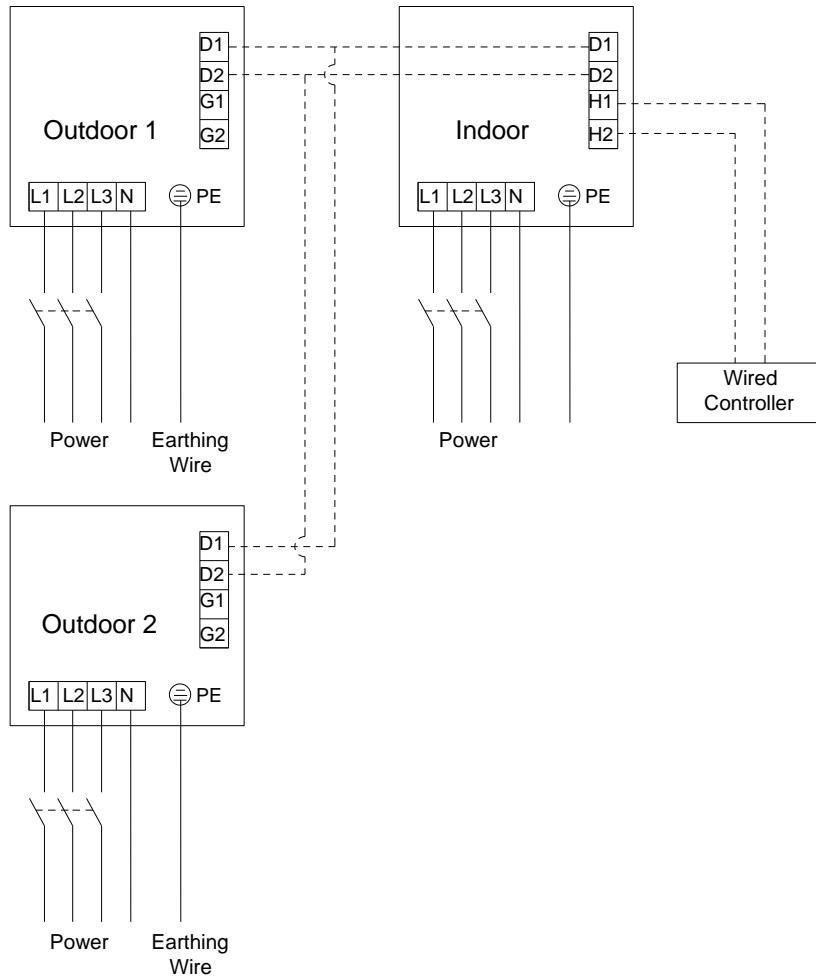 D1
D2
G1
G2
Outdoor 1
L1 L2 L3 N PE
Power
Earthing
Wire
D1
D2
H1
H2
Indoor
L1 L2 L3 N PE
Power
Wired
Controller
D1
D2
G1
G2
Outdoor 2
L1 L2 L3 N PE
Power
Earthing
Wire